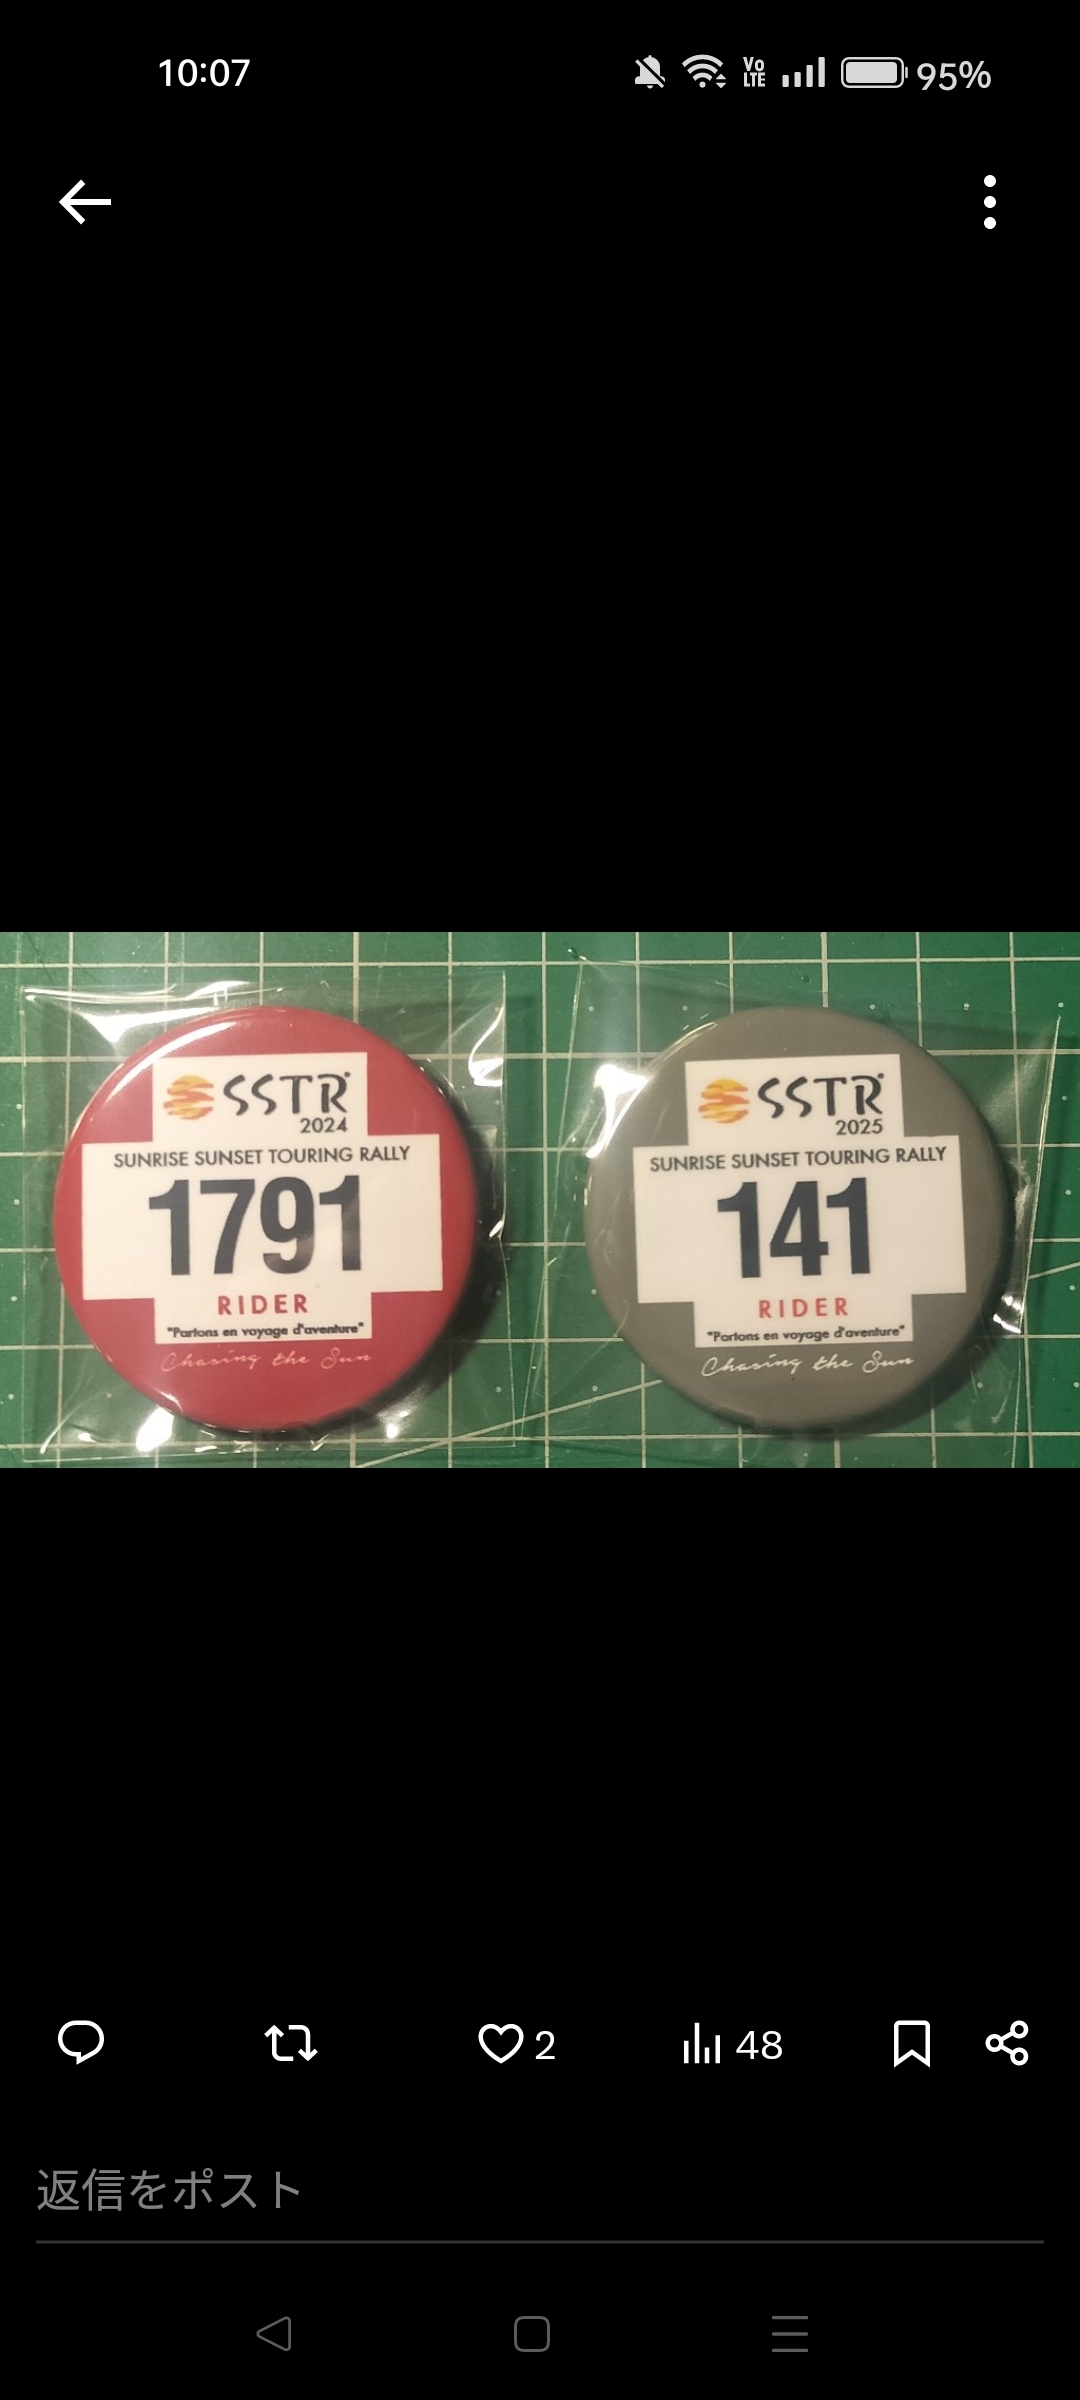 10:07
Vo
LTE
95%
SSTR
2024
SUNRISE SUNSET TOURING RALLY
1791
RIDER
"Partons en voyage d'aventure"
Chasing the Sun
SSTR
2025
SUNRISE SUNSET TOURING RALLY
141
RIDER
"Partons en voyage d'aventure"
Chasing the Sun
2
48
返信をポスト